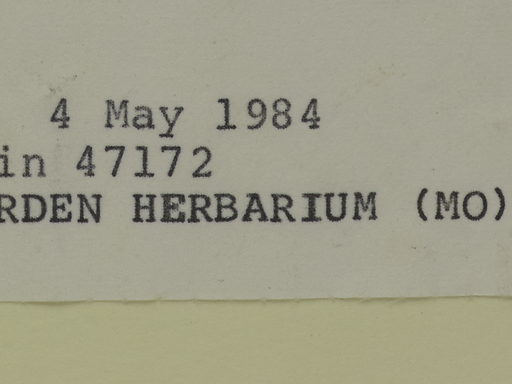 4 May 1984
in 47172
RDEN HERBARIUM (MO)